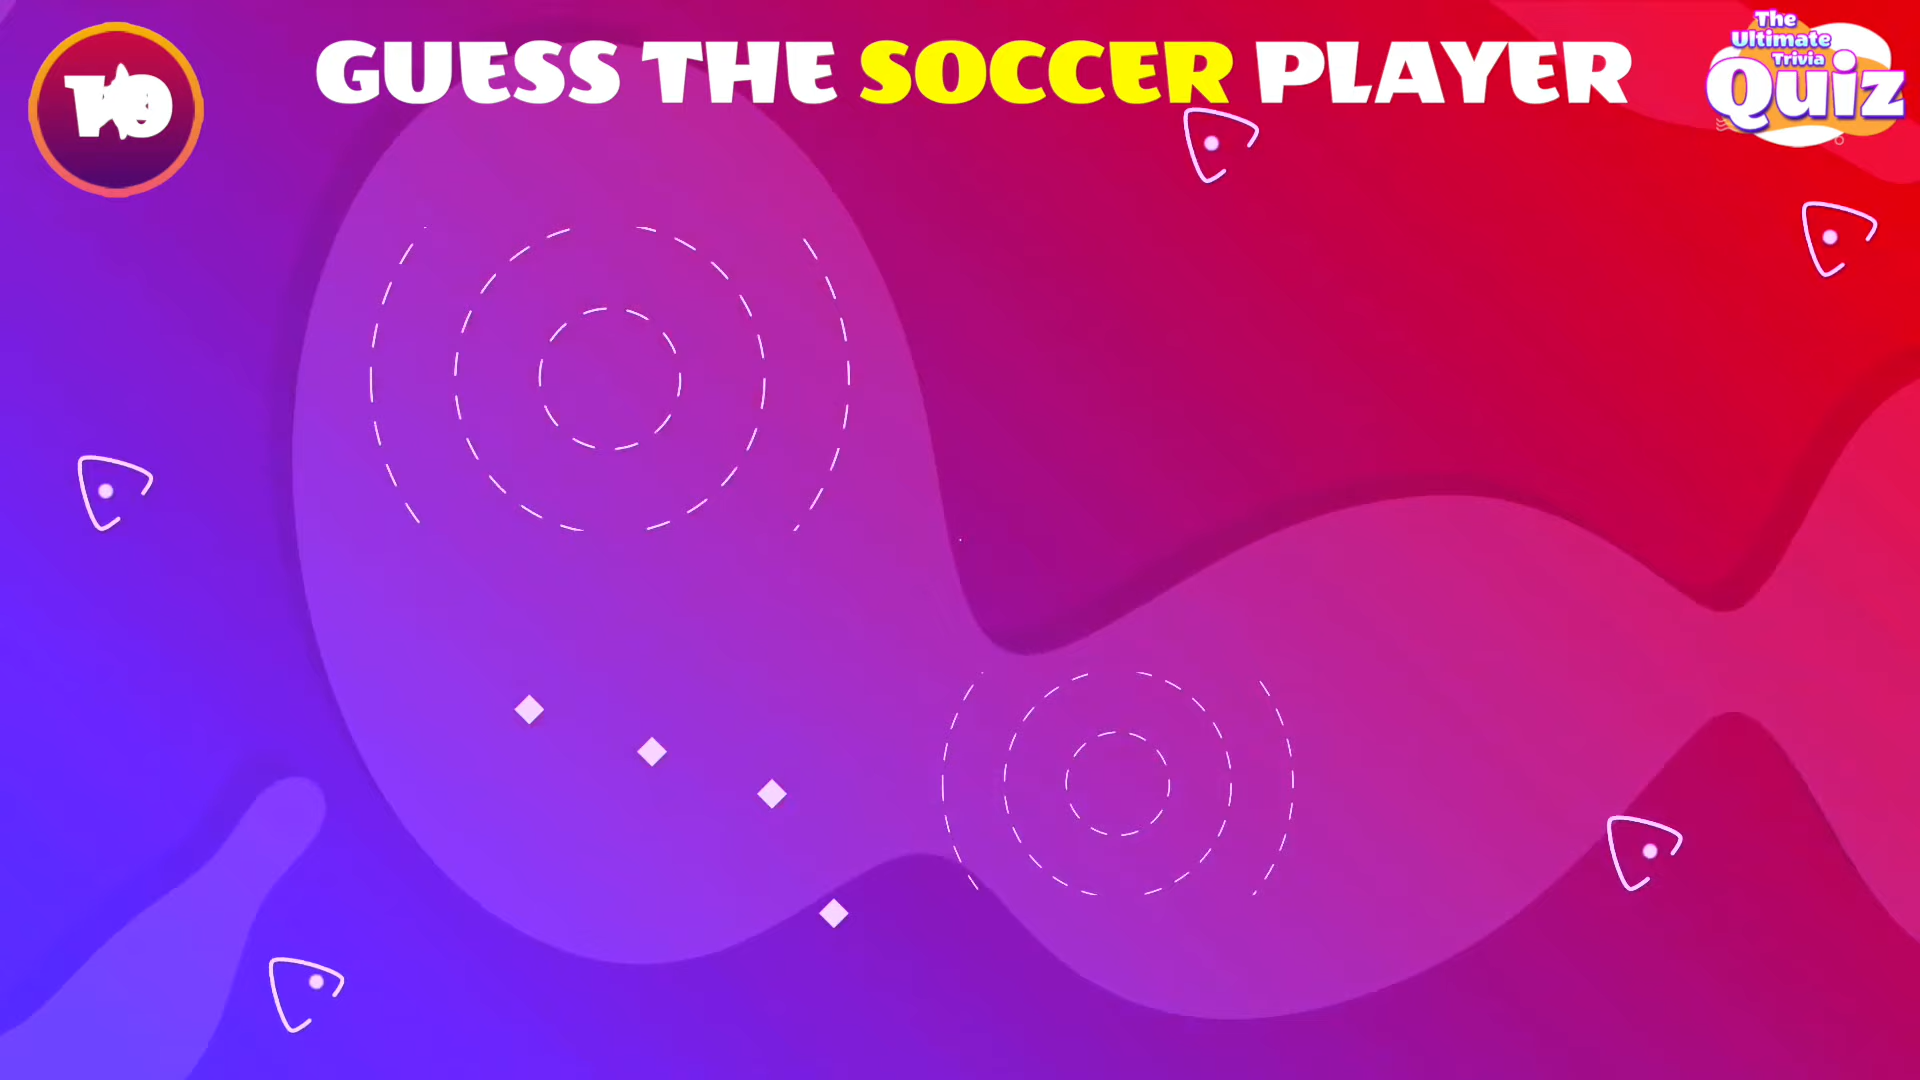 GUESS THE SOCCER PLAYER
The
Ultimate
Trivia
Quiz